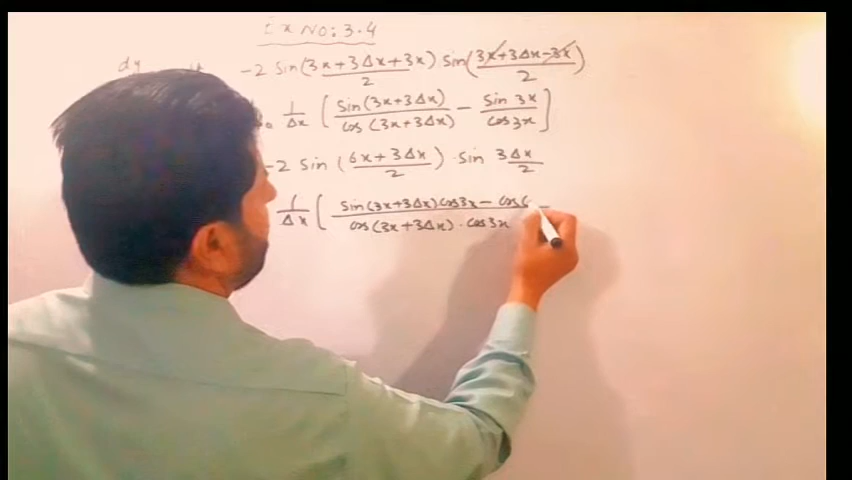 Ex No: 3.4
dy -2 Sin(3x+3Δx+3x)/2 Sin(3x+3Δx-3x)/2
1/Δx [Sin(3x+3Δx)/cos(3x+3Δx) - Sin 3x/cos3x]
-2 Sin (6x+3Δx/2) · Sin 3Δx/2
1/Δx [Sin(3x+3Δx)cos3x - cos(/cos(3x+3Δx) · cos3x